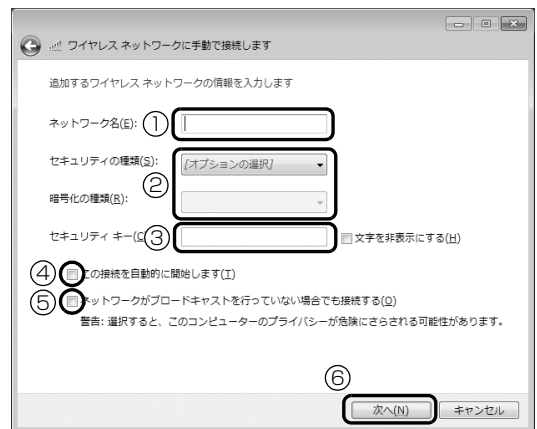 ワイヤレス ネットワークに手動で接続します
追加するワイヤレス ネットワークの情報を入力します
ネットワーク名(E): ①
セキュリティの種類(S): [オプションの選択]
②
暗号化の種類(R):
セキュリティ キー(C ③ 文字を非表示にする(H)
④ この接続を自動的に開始します(T)
⑤ ネットワークがブロードキャストを行っていない場合でも接続する(O)
警告: 選択すると、このコンピューターのプライバシーが危険にさらされる可能性があります。
⑥
次へ(N) キャンセル